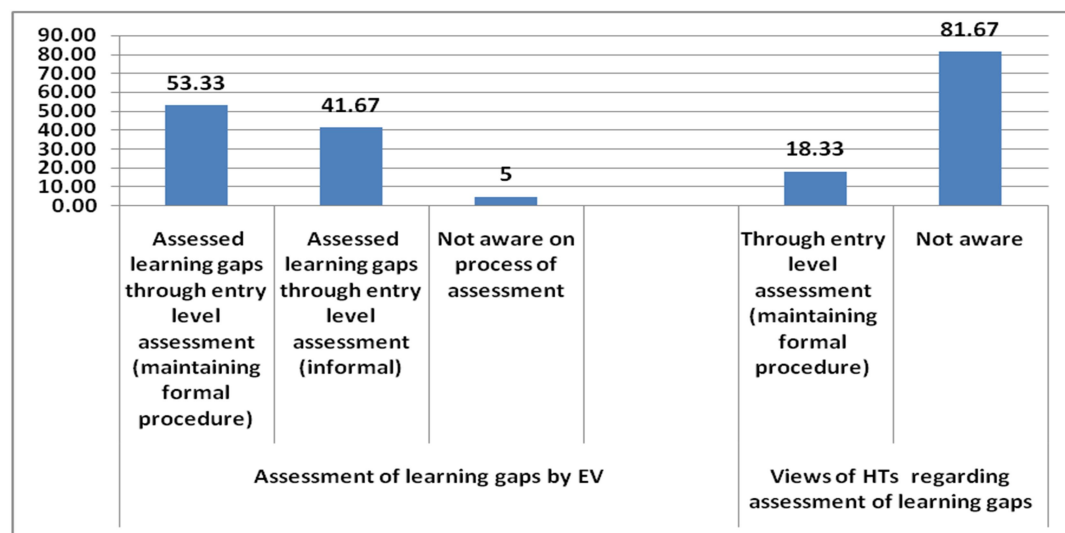 90.00
80.00
70.00
60.00
50.00
40.00
30.00
20.00
10.00
0.00
53.33
41.67
5
18.33
81.67
Assessed
learning gaps
through entry
level
assessment
(maintaining
formal
procedure)
Assessed
learning gaps
through entry
level
assessment
(informal)
Not aware on
process of
assessment
Through entry
level
assessment
(maintaining
formal
procedure)
Not aware
Assessment of learning gaps by EV
Views of HTs regarding
assessment of learning gaps